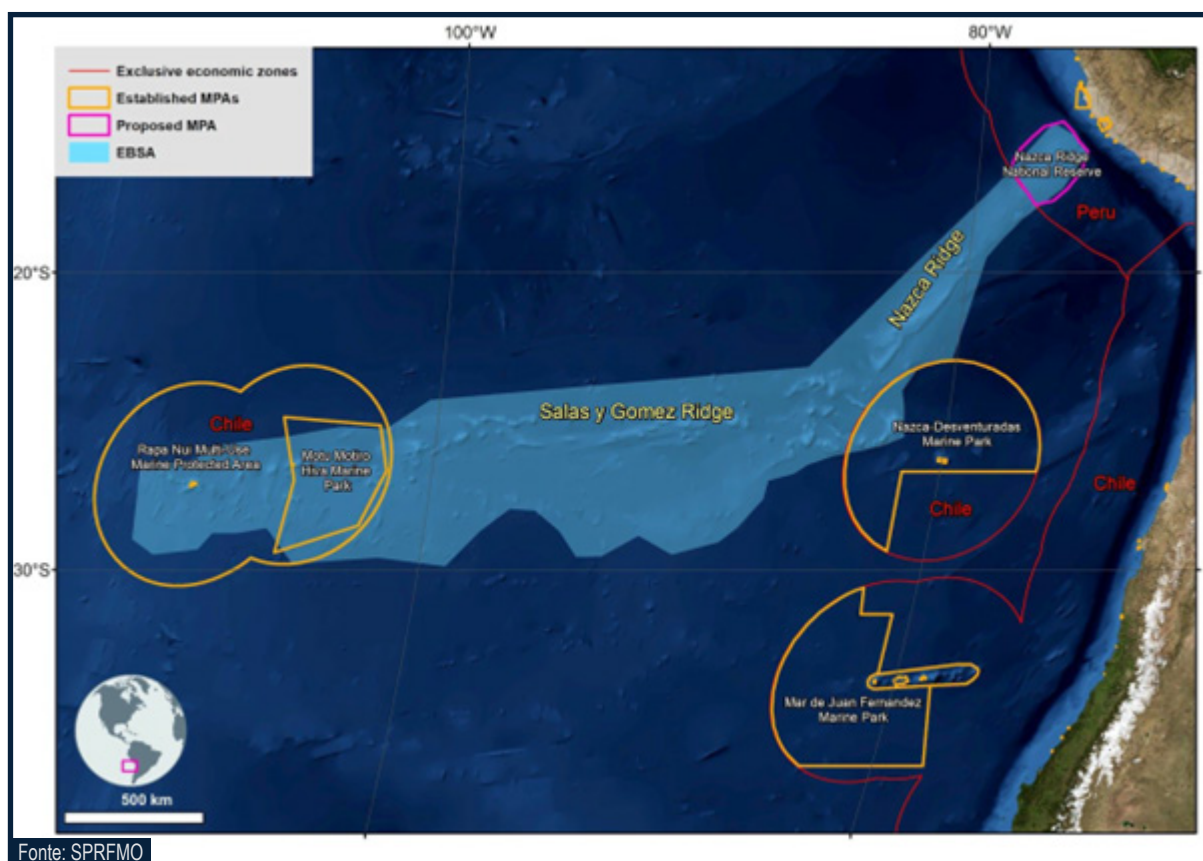 100°W
80°W
Exclusive economic zones
Established MPAs
Proposed MPA
EBSA
Nazca Ridge
National Reserve
Peru
20°S
Nazca Ridge
Salas y Gomez Ridge
Chile
Rapa Nui Multi-Use
Marine Protected Area
Motu Motiro
Hiva Marine
Park
Nazca-Desventuradas
Marine Park
Chile
Chile
30°S
Mar de Juan Fernandez
Marine Park
500 km
Fonte: SPRFMO